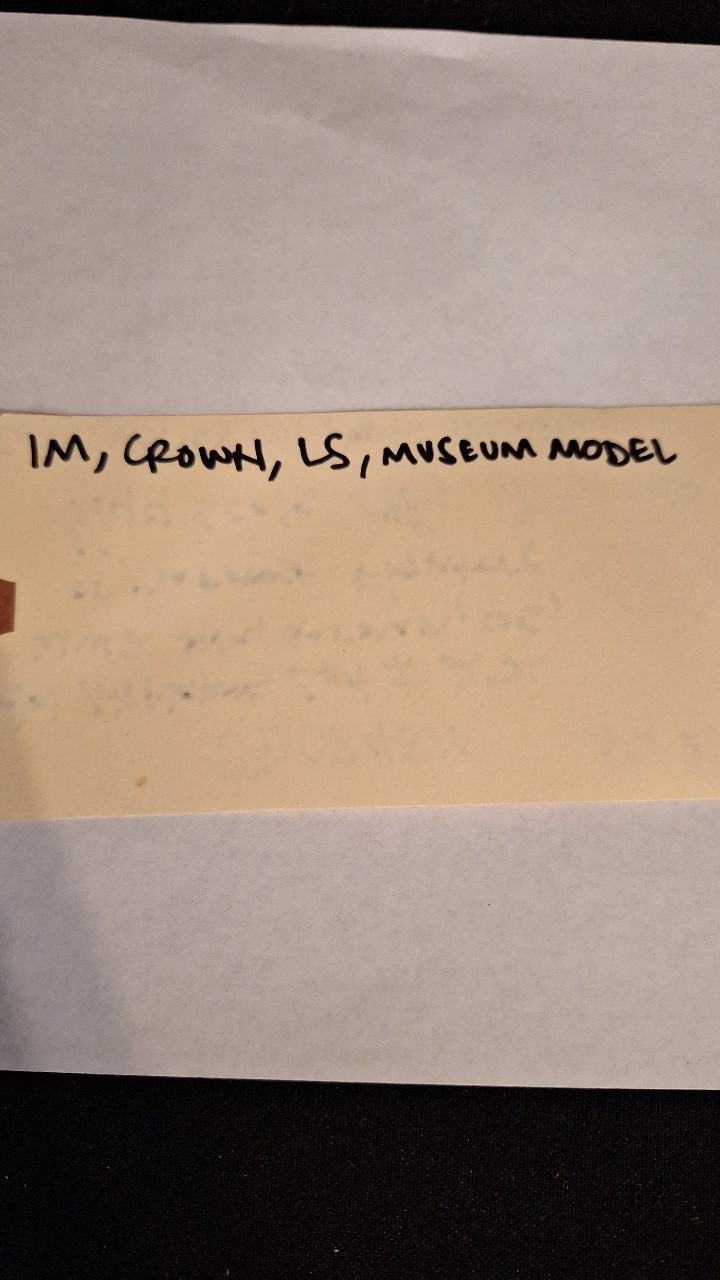 IM, CROWN, LS, MUSEUM MODEL